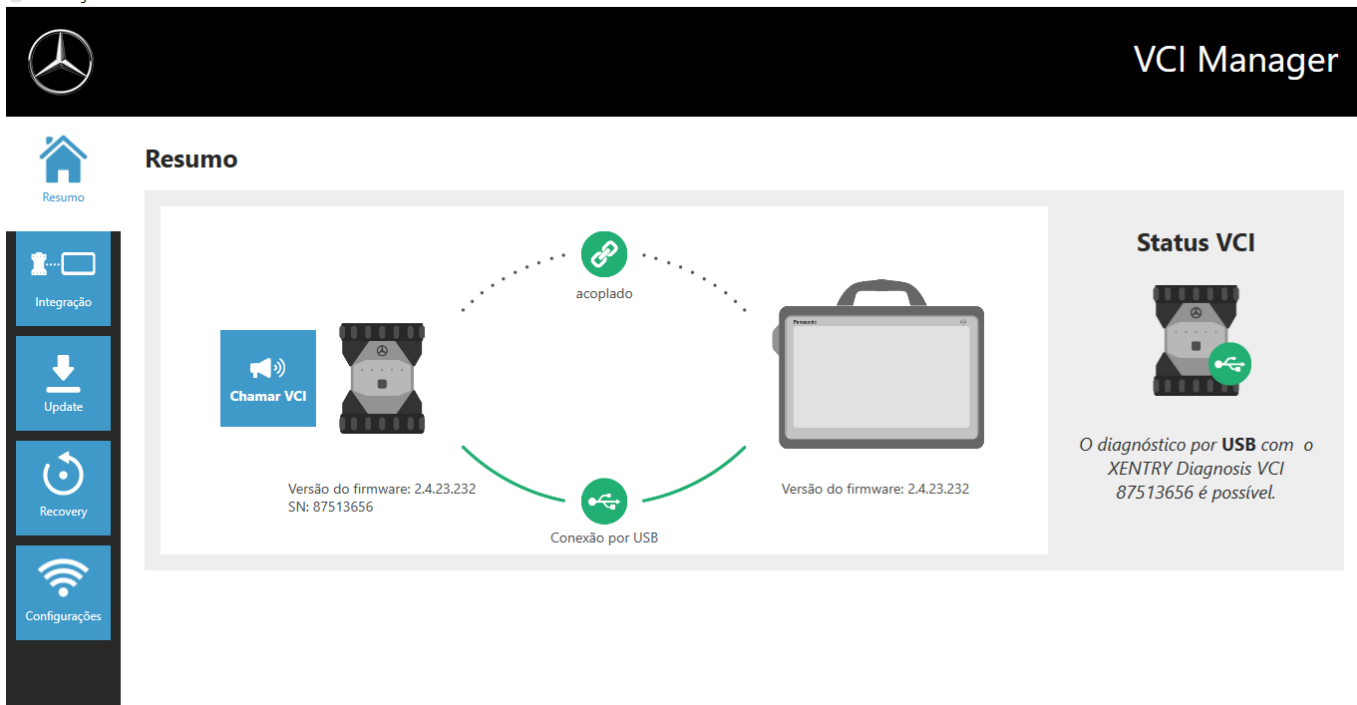 VCI Manager
Resumo
Resumo
Integração
Update
Recovery
Configurações
acoplado
Chamar VCI
Panasonic
Versão do firmware: 2.4.23.232
SN: 87513656
Conexão por USB
Versão do firmware: 2.4.23.232
Status VCI
O diagnóstico por USB com o
XENTRY Diagnosis VCI
87513656 é possível.